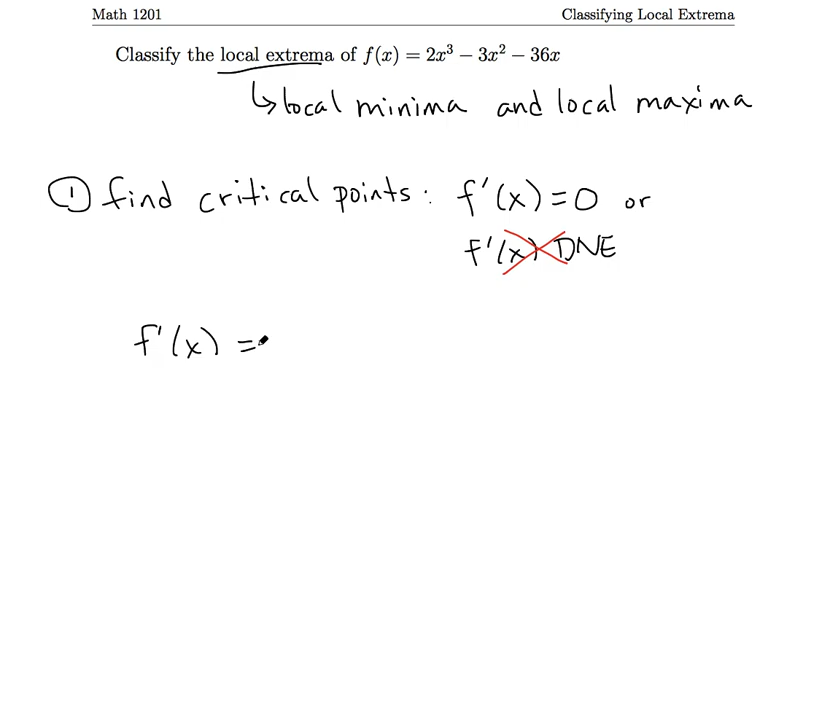 Math 1201 Classifying Local Extrema
Classify the local extrema of f(x) = 2x³ − 3x² − 36x
↳ local minima and local maxima
① find critical points: f'(x) = 0 or
f'(x) DNE
f'(x) =